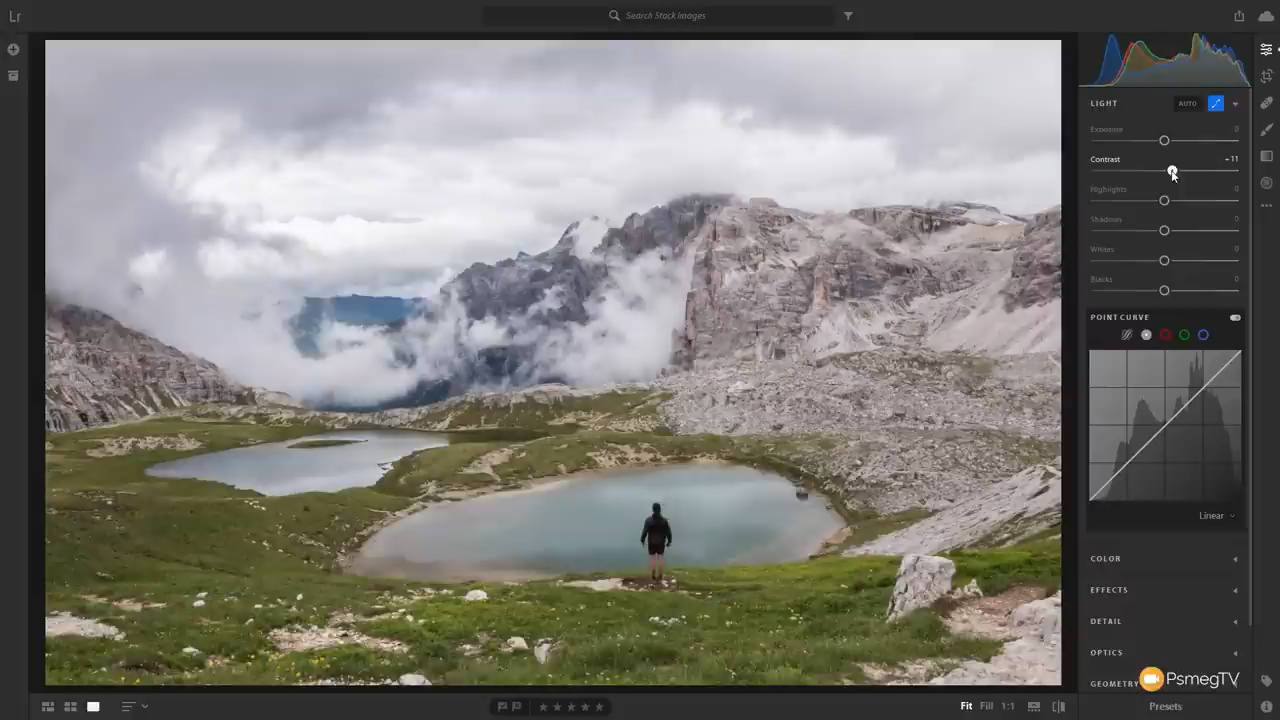 Lr
Search Stock Images
LIGHT
AUTO
Exposure 0
Contrast + 11
Highlights 0
Shadows 0
Whites 0
Blacks 0
POINT CURVE
Linear
COLOR
EFFECTS
DETAIL
OPTICS
GEOMETRY
PsmegTV
Fit Fill 1:1
Presets